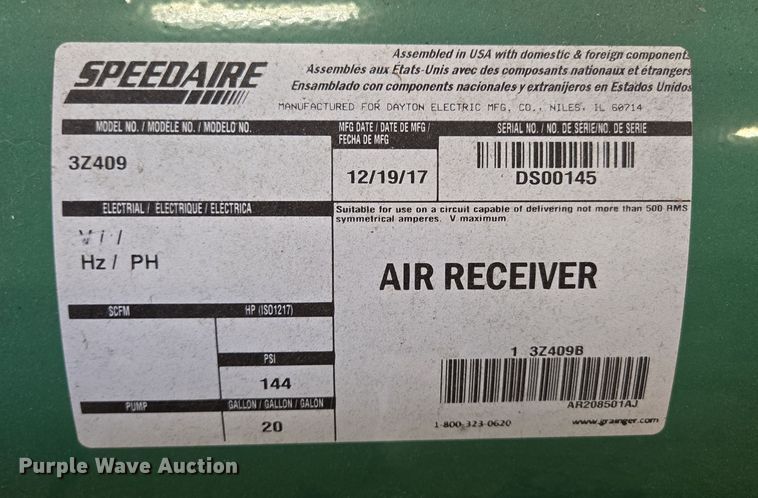 SPEEDAIRE
Assembled in USA with domestic & foreign components
Assemblés aux États-Unis avec des composants nationaux et étrangers
Ensamblado con componentes nacionales y extranjeros en Estados Unidos
MANUFACTURED FOR DAYTON ELECTRIC MFG. CO., NILES, IL 60714
MODEL NO. / MODÈLE NO. / MODELO NO.
3Z409
MFG DATE / DATE DE MFG /
FECHA DE MFG
12/19/17
SERIAL NO. / NO. DE SERIE/NO. DE SERIE
DS00145
ELECTRIAL / ÉLECTRIQUE / ELÉCTRICA
V / /
Hz / PH
Suitable for use on a circuit capable of delivering not more than 500 RMS
symmetrical amperes. V maximum
AIR RECEIVER
SCFM
HP (ISO1217)
PSI
144
PUMP
GALLON / GALLON / GALON
20
1 3Z409B
AR208501AJ
1-800-323-0620
www.grainger.com
Purple Wave Auction